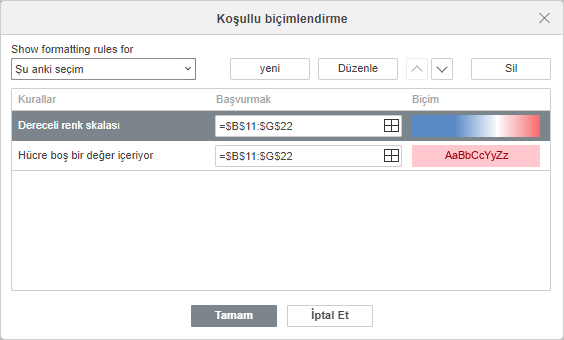 Koşullu biçimlendirme
Show formatting rules for
Şu anki seçim
yeni
Düzenle
Sil
Kurallar
Başvurmak
Biçim
Dereceli renk skalası
=$B$11:$G$22
Hücre boş bir değer içeriyor
=$B$11:$G$22
AaBbCcYyZz
Tamam
İptal Et